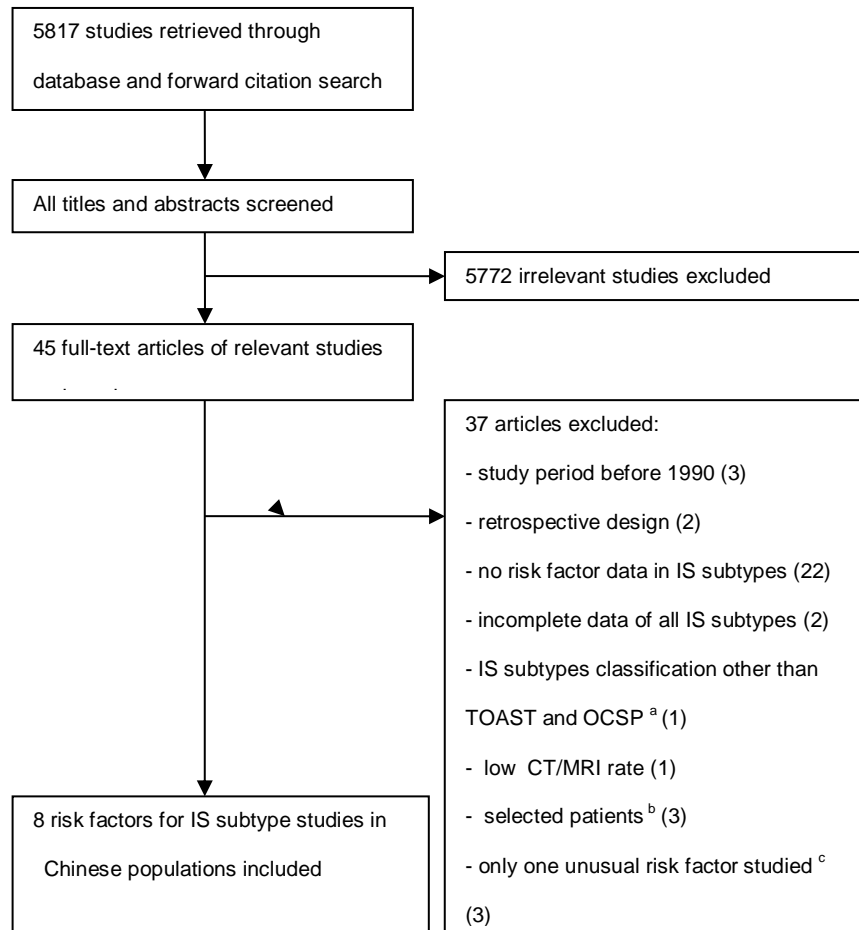 5817 studies retrieved through
database and forward citation search
All titles and abstracts screened
5772 irrelevant studies excluded
45 full-text articles of relevant studies
37 articles excluded:
- study period before 1990 (3)
- retrospective design (2)
- no risk factor data in IS subtypes (22)
- incomplete data of all IS subtypes (2)
- IS subtypes classification other than
TOAST and OCSP a (1)
- low CT/MRI rate (1)
- selected patients b (3)
- only one unusual risk factor studied c
(3)
8 risk factors for IS subtype studies in
Chinese populations included